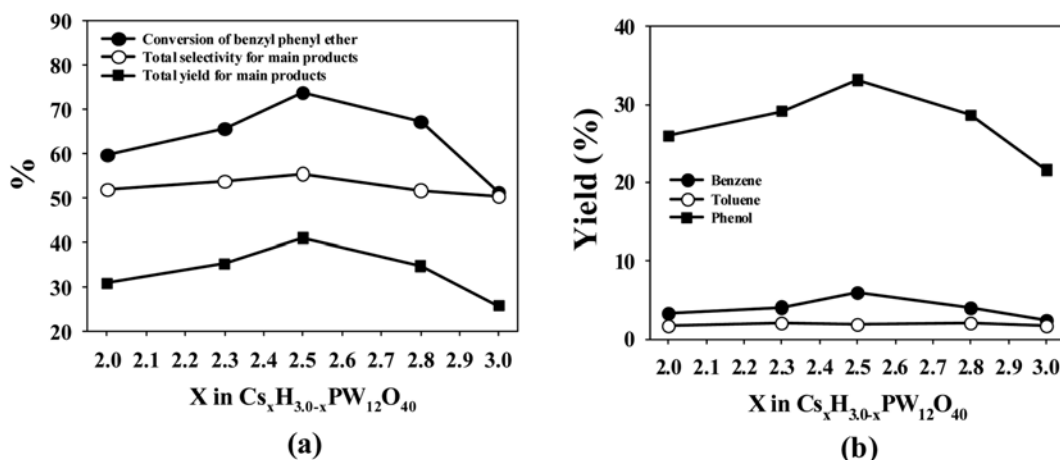 90
80
70
60
50
40
30
20
%
Conversion of benzyl phenyl ether
Total selectivity for main products
Total yield for main products
2.0 2.1 2.2 2.3 2.4 2.5 2.6 2.7 2.8 2.9 3.0
X in CsₓH₃.₀₋ₓPW₁₂O₄₀
(a)
40
30
20
10
0
Yield (%)
Benzene
Toluene
Phenol
2.0 2.1 2.2 2.3 2.4 2.5 2.6 2.7 2.8 2.9 3.0
X in CsₓH₃.₀₋ₓPW₁₂O₄₀
(b)